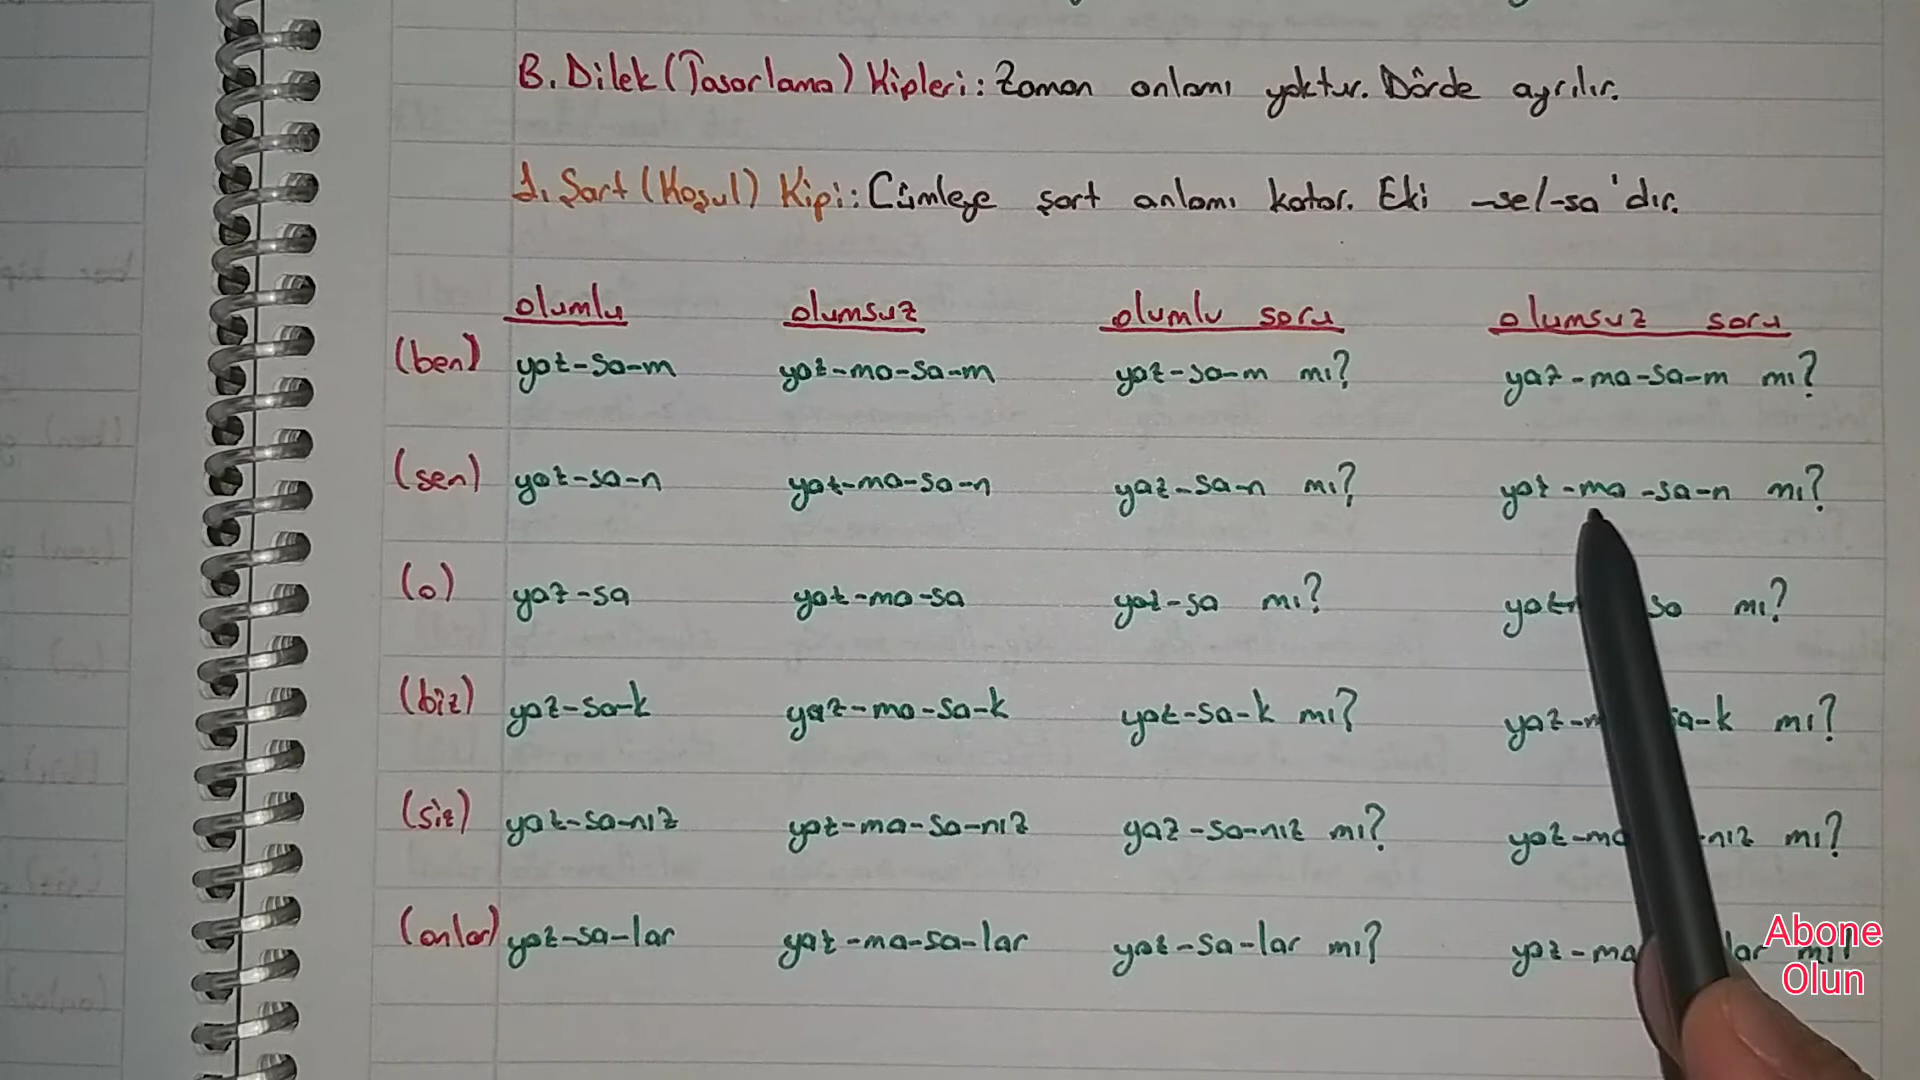 B. Dilek (Tasarlama) Kipleri: Zaman anlamı yoktur. Dörde ayrılır.
1. Şart (Koşul) Kipi: Cümleye şart anlamı katar. Eki -se/-sa'dır.
olumlu olumsuz olumlu soru olumsuz soru
(ben) yaz-sa-m yaz-ma-sa-m yaz-sa-m mı? yaz-ma-sa-m mı?
(sen) yaz-sa-n yaz-ma-sa-n yaz-sa-n mı? yaz-ma-sa-n mı?
(o) yaz-sa yaz-ma-sa yaz-sa mı? yaz sa mı?
(biz) yaz-sa-k yaz-ma-sa-k yaz-sa-k mı? yaz-m sa-k mı?
(siz) yaz-sa-nız yaz-ma-sa-nız yaz-sa-nız mı? yaz-ma -nız mı?
(onlar) yaz-sa-lar yaz-ma-sa-lar yaz-sa-lar mı? yaz-ma lar mı?
Abone
Olun